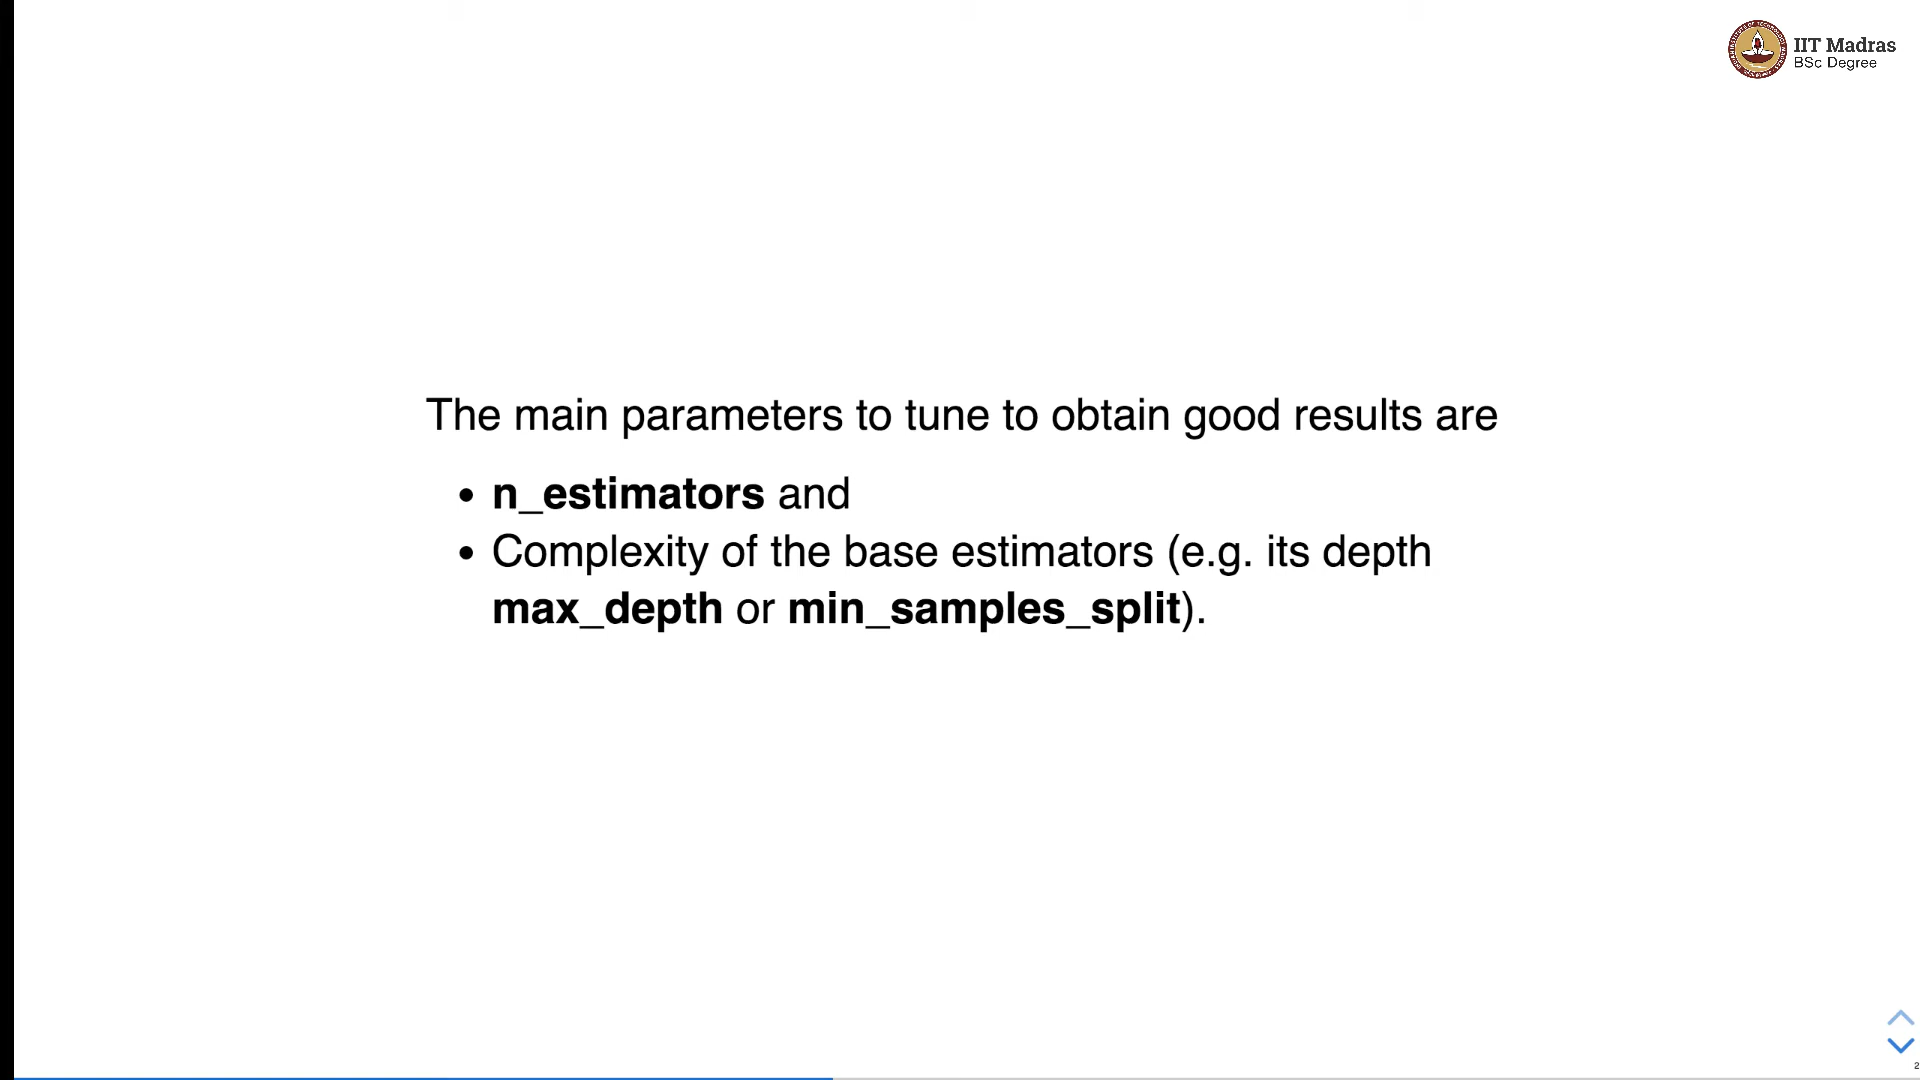 IIT Madras
BSc Degree
The main parameters to tune to obtain good results are
• n_estimators and
• Complexity of the base estimators (e.g. its depth
max_depth or min_samples_split).
2